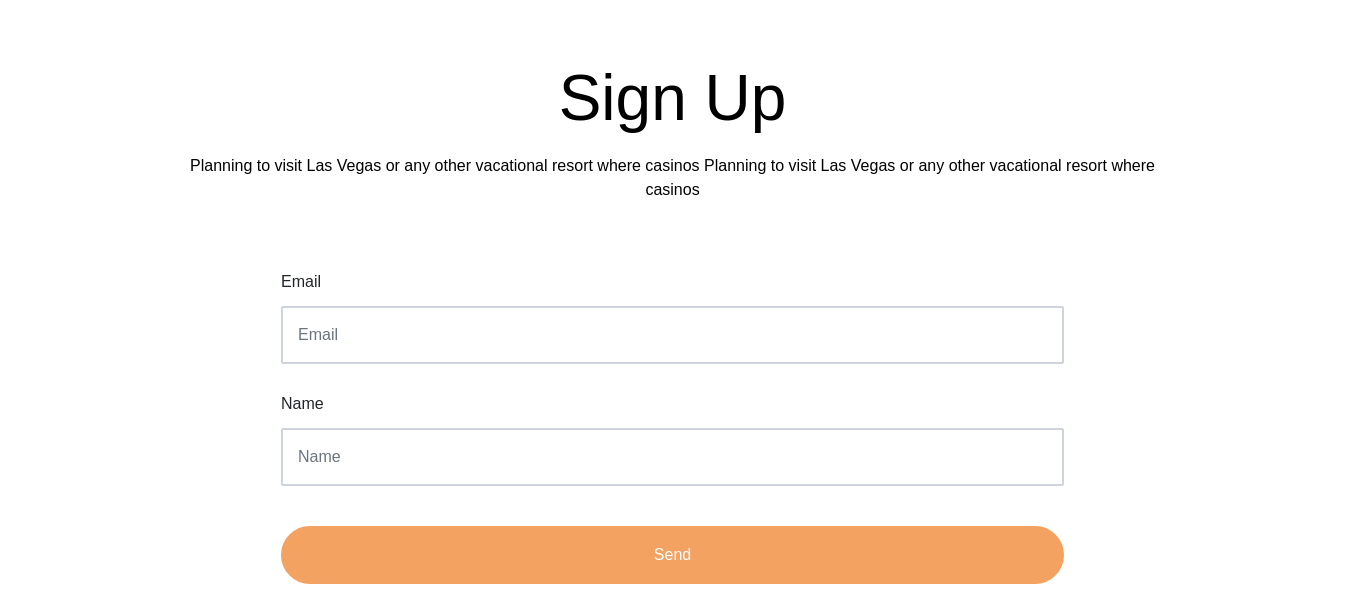 Sign Up
Planning to visit Las Vegas or any other vacational resort where casinos Planning to visit Las Vegas or any other vacational resort where
casinos
Email
Email
Name
Name
Send